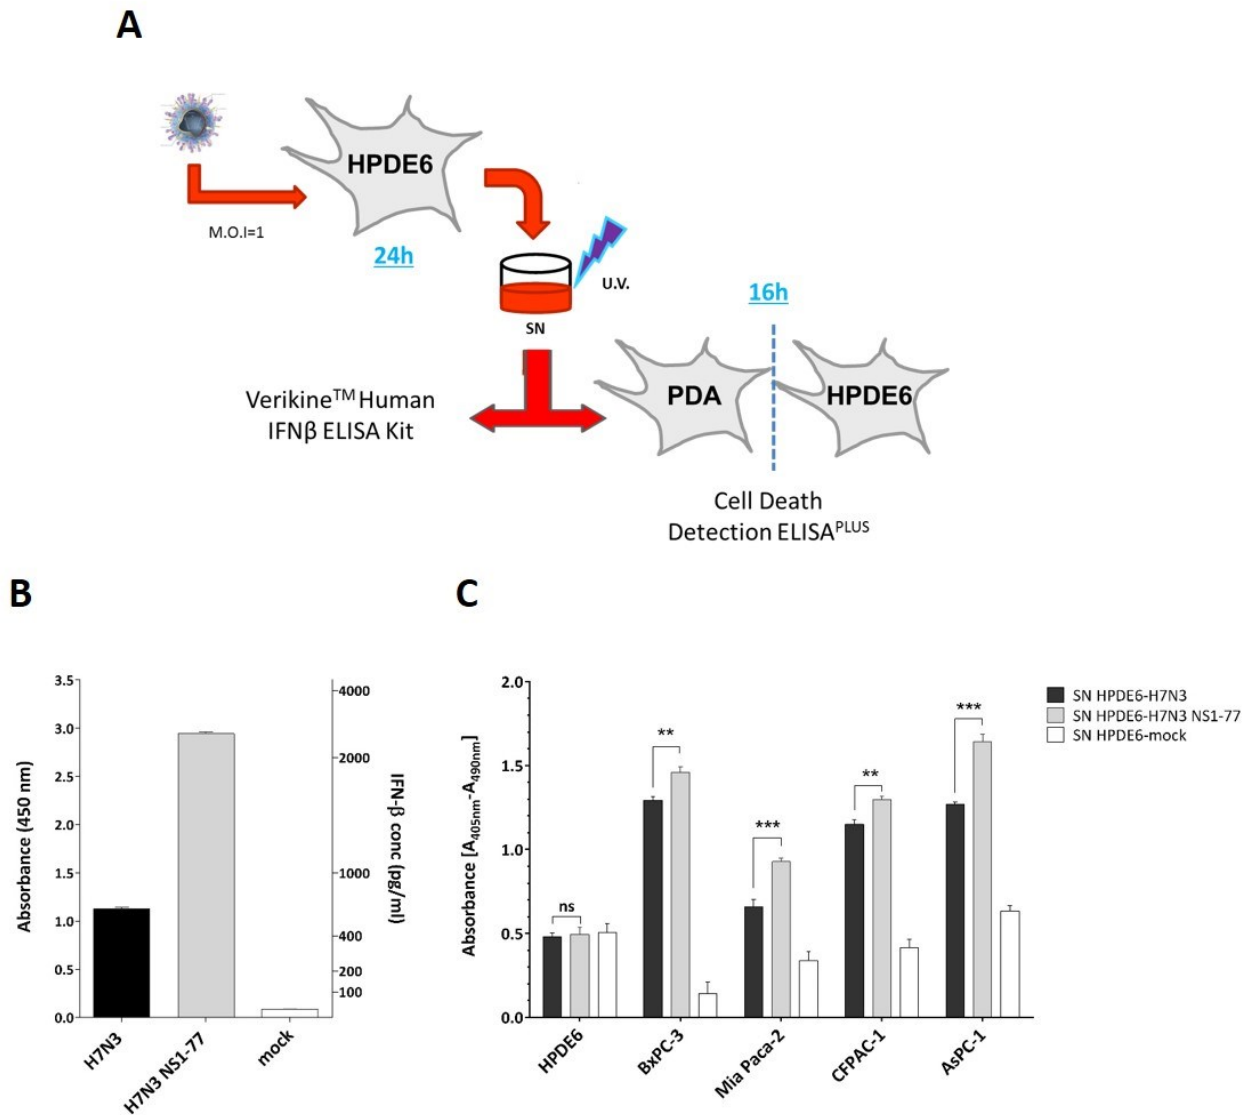 A
HPDE6
M.O.I=1
24h
U.V.
SN
16h
PDA
HPDE6
Verikine™ Human
IFNβ ELISA Kit
Cell Death
Detection ELISAPLUS
B
Absorbance (450 nm)
3.5
3.0
2.5
2.0
1.5
1.0
0.5
0.0
4000
2000
1000
400
200
100
IFN-β conc (pg/ml)
H7N3
H7N3 NS1-77
mock
C
Absorbance [A405nm-A490nm]
2.0
1.5
1.0
0.5
0.0
ns
**
***
**
***
HPDE6
BxPC-3
Mia Paca-2
CFPAC-1
AsPC-1
SN HPDE6-H7N3
SN HPDE6-H7N3 NS1-77
SN HPDE6-mock